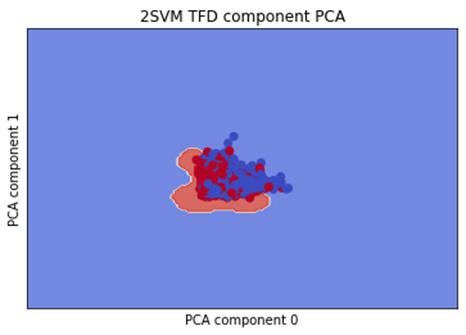 2SVM TFD component PCA
PCA component 1
PCA component 0